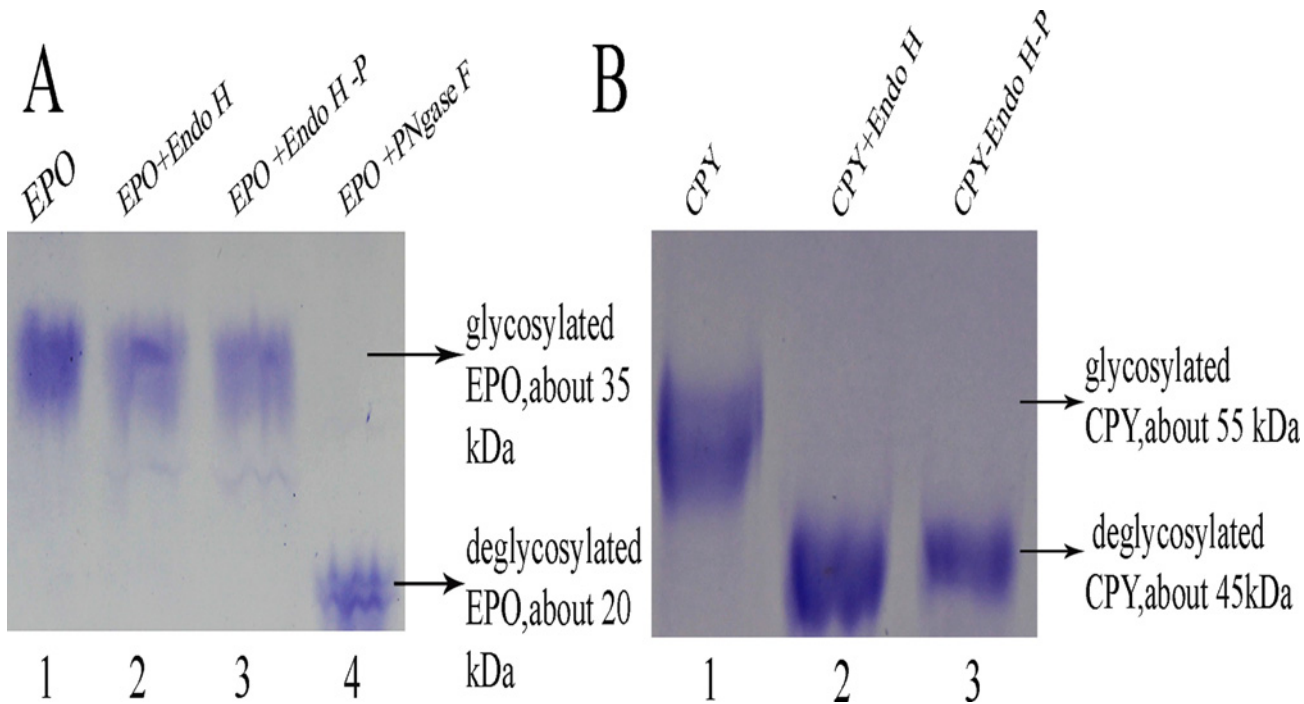 A
EPO
EPO+Endo H
EPO +Endo H -P
EPO +PNgase F
glycosylated
EPO,about 35
kDa
deglycosylated
EPO,about 20
kDa
1 2 3 4
B
CPY
CPY+Endo H
CPY-Endo H-P
glycosylated
CPY,about 55 kDa
deglycosylated
CPY,about 45kDa
1 2 3